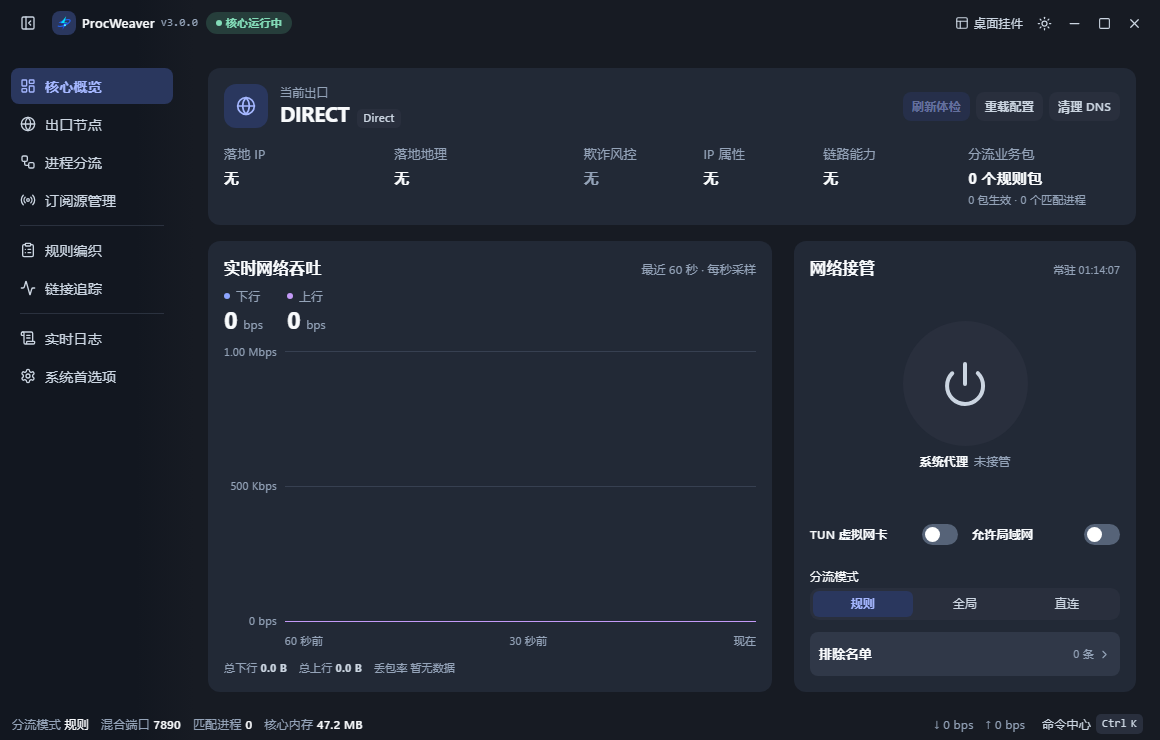 ProcWeaver v3.0.0 核心运行中
桌面挂件
核心概览
出口节点
进程分流
订阅源管理
规则编织
链接追踪
实时日志
系统首选项
当前出口
DIRECT Direct
刷新体检 重载配置 清理 DNS
落地 IP 落地地理 欺诈风控 IP 属性 链路能力 分流业务包
无 无 无 无 无 0 个规则包
0 包生效 · 0 个匹配进程
实时网络吞吐 最近 60 秒 · 每秒采样
下行 上行
0 bps 0 bps
1.00 Mbps
500 Kbps
0 bps
60 秒前 30 秒前 现在
总下行 0.0 B 总上行 0.0 B 丢包率 暂无数据
网络接管 常驻 01:14:07
系统代理 未接管
TUN 虚拟网卡 允许局域网
分流模式
规则 全局 直连
排除名单 0 条
分流模式 规则 混合端口 7890 匹配进程 0 核心内存 47.2 MB ↓ 0 bps ↑ 0 bps 命令中心 Ctrl K